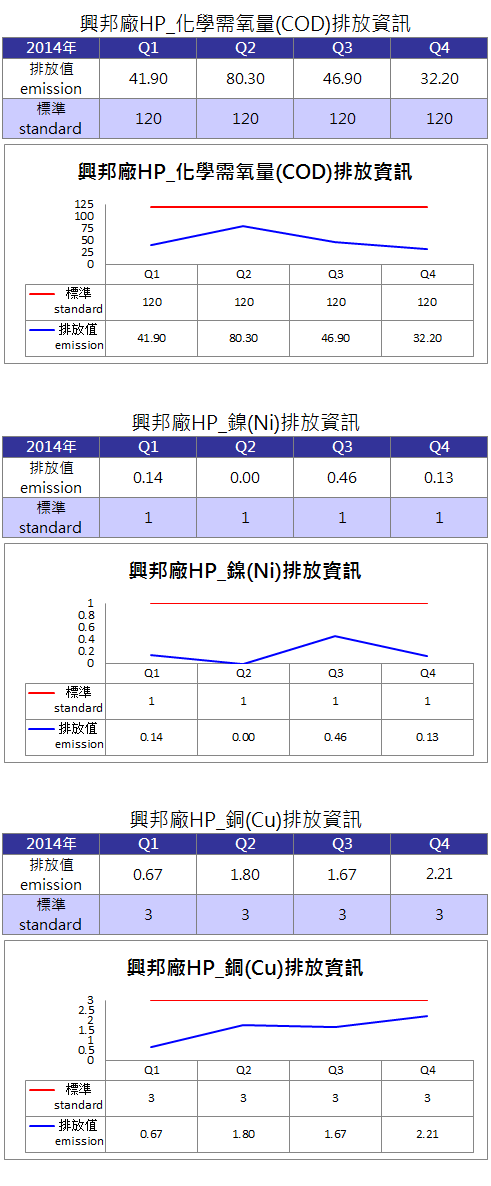 興邦廠HP_化學需氧量(COD)排放資訊
2014年 Q1 Q2 Q3 Q4
排放值
emission 41.90 80.30 46.90 32.20
標準
standard 120 120 120 120
興邦廠HP_化學需氧量(COD)排放資訊
125
100
75
50
25
0
Q1 Q2 Q3 Q4
標準
standard 120 120 120 120
排放值
emission 41.90 80.30 46.90 32.20
興邦廠HP_鎳(Ni)排放資訊
2014年 Q1 Q2 Q3 Q4
排放值
emission 0.14 0.00 0.46 0.13
標準
standard 1 1 1 1
興邦廠HP_鎳(Ni)排放資訊
1
0.8
0.6
0.4
0.2
0
Q1 Q2 Q3 Q4
標準
standard 1 1 1 1
排放值
emission 0.14 0.00 0.46 0.13
興邦廠HP_銅(Cu)排放資訊
2014年 Q1 Q2 Q3 Q4
排放值
emission 0.67 1.80 1.67 2.21
標準
standard 3 3 3 3
興邦廠HP_銅(Cu)排放資訊
3
2.5
2
1.5
1
0.5
0
Q1 Q2 Q3 Q4
標準
standard 3 3 3 3
排放值
emission 0.67 1.80 1.67 2.21